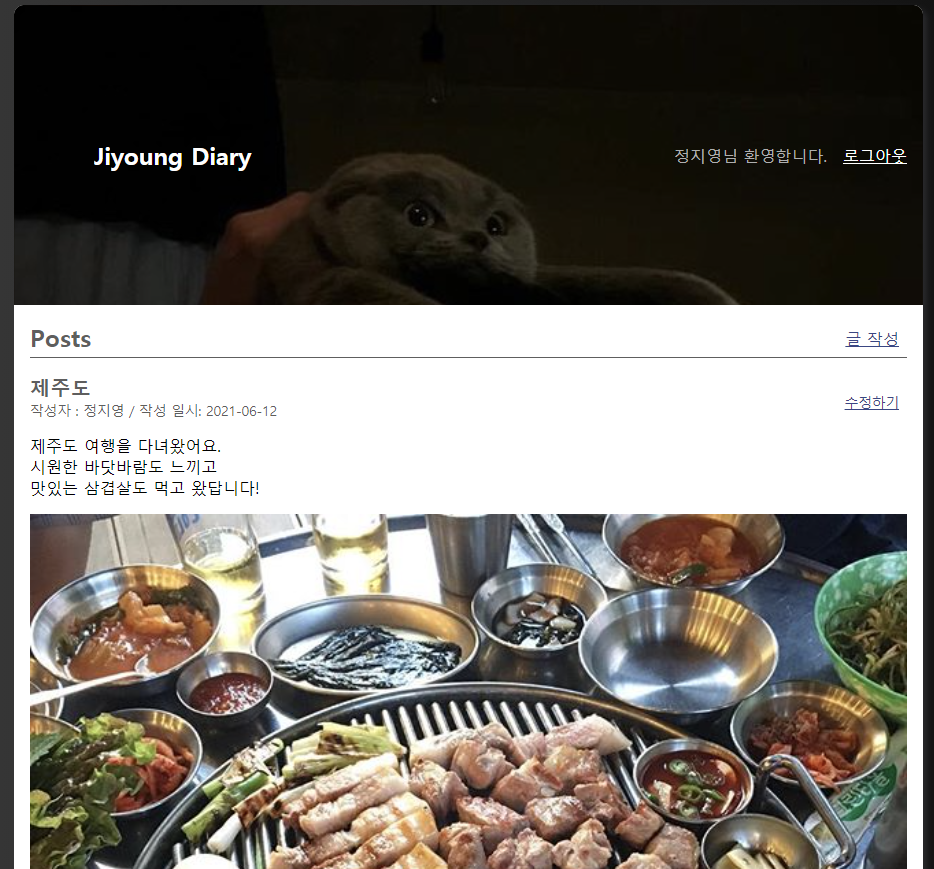 Jiyoung Diary
정지영님 환영합니다. 로그아웃
Posts
글 작성
제주도
작성자 : 정지영 / 작성 일시: 2021-06-12
수정하기
제주도 여행을 다녀왔어요.
시원한 바닷바람도 느끼고
맛있는 삼겹살도 먹고 왔답니다!